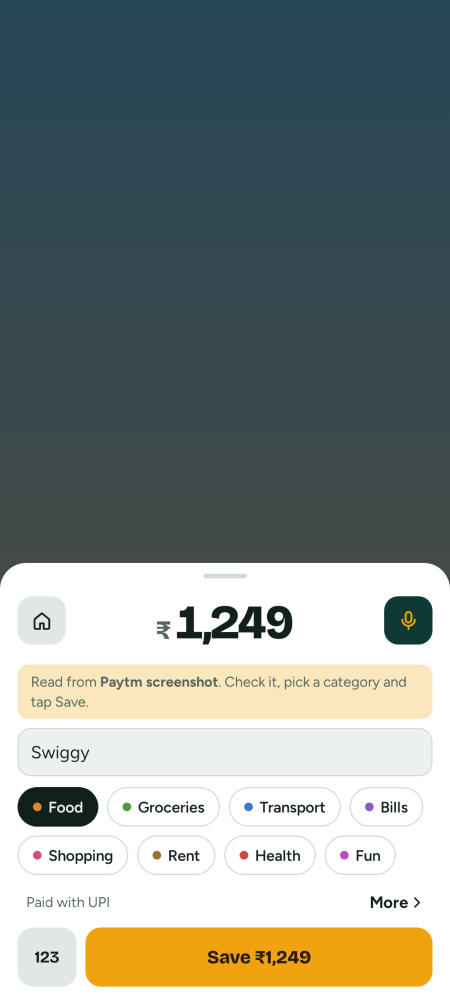 ₹ 1,249
Read from Paytm screenshot. Check it, pick a category and
tap Save.
Swiggy
Food Groceries Transport Bills
Shopping Rent Health Fun
Paid with UPI More
123 Save ₹1,249